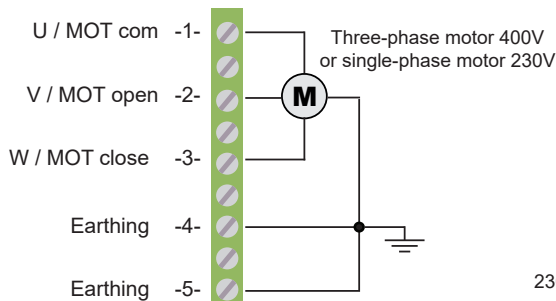 U / MOT com -1-
Three-phase motor 400V
or single-phase motor 230V
V / MOT open -2-
M
W / MOT close -3-
Earthing -4-
Earthing -5-
23